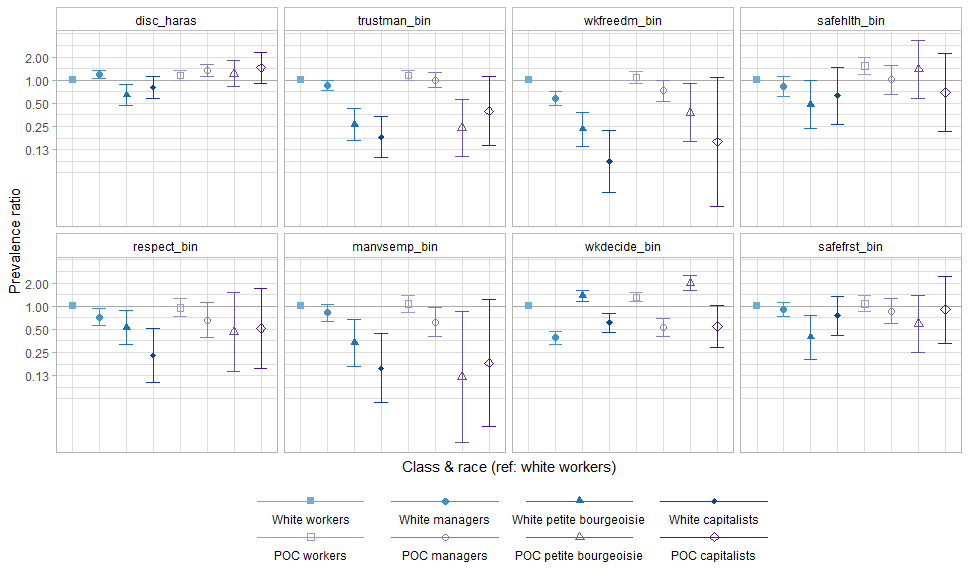 disc_haras trustman_bin wkfreedm_bin safehlth_bin
2.00
1.00
0.50
0.25
0.13
respect_bin manvsemp_bin wkdecide_bin safefrst_bin
2.00
1.00
0.50
0.25
0.13
Prevalence ratio
Class & race (ref: white workers)
White workers White managers White petite bourgeoisie White capitalists
POC workers POC managers POC petite bourgeoisie POC capitalists